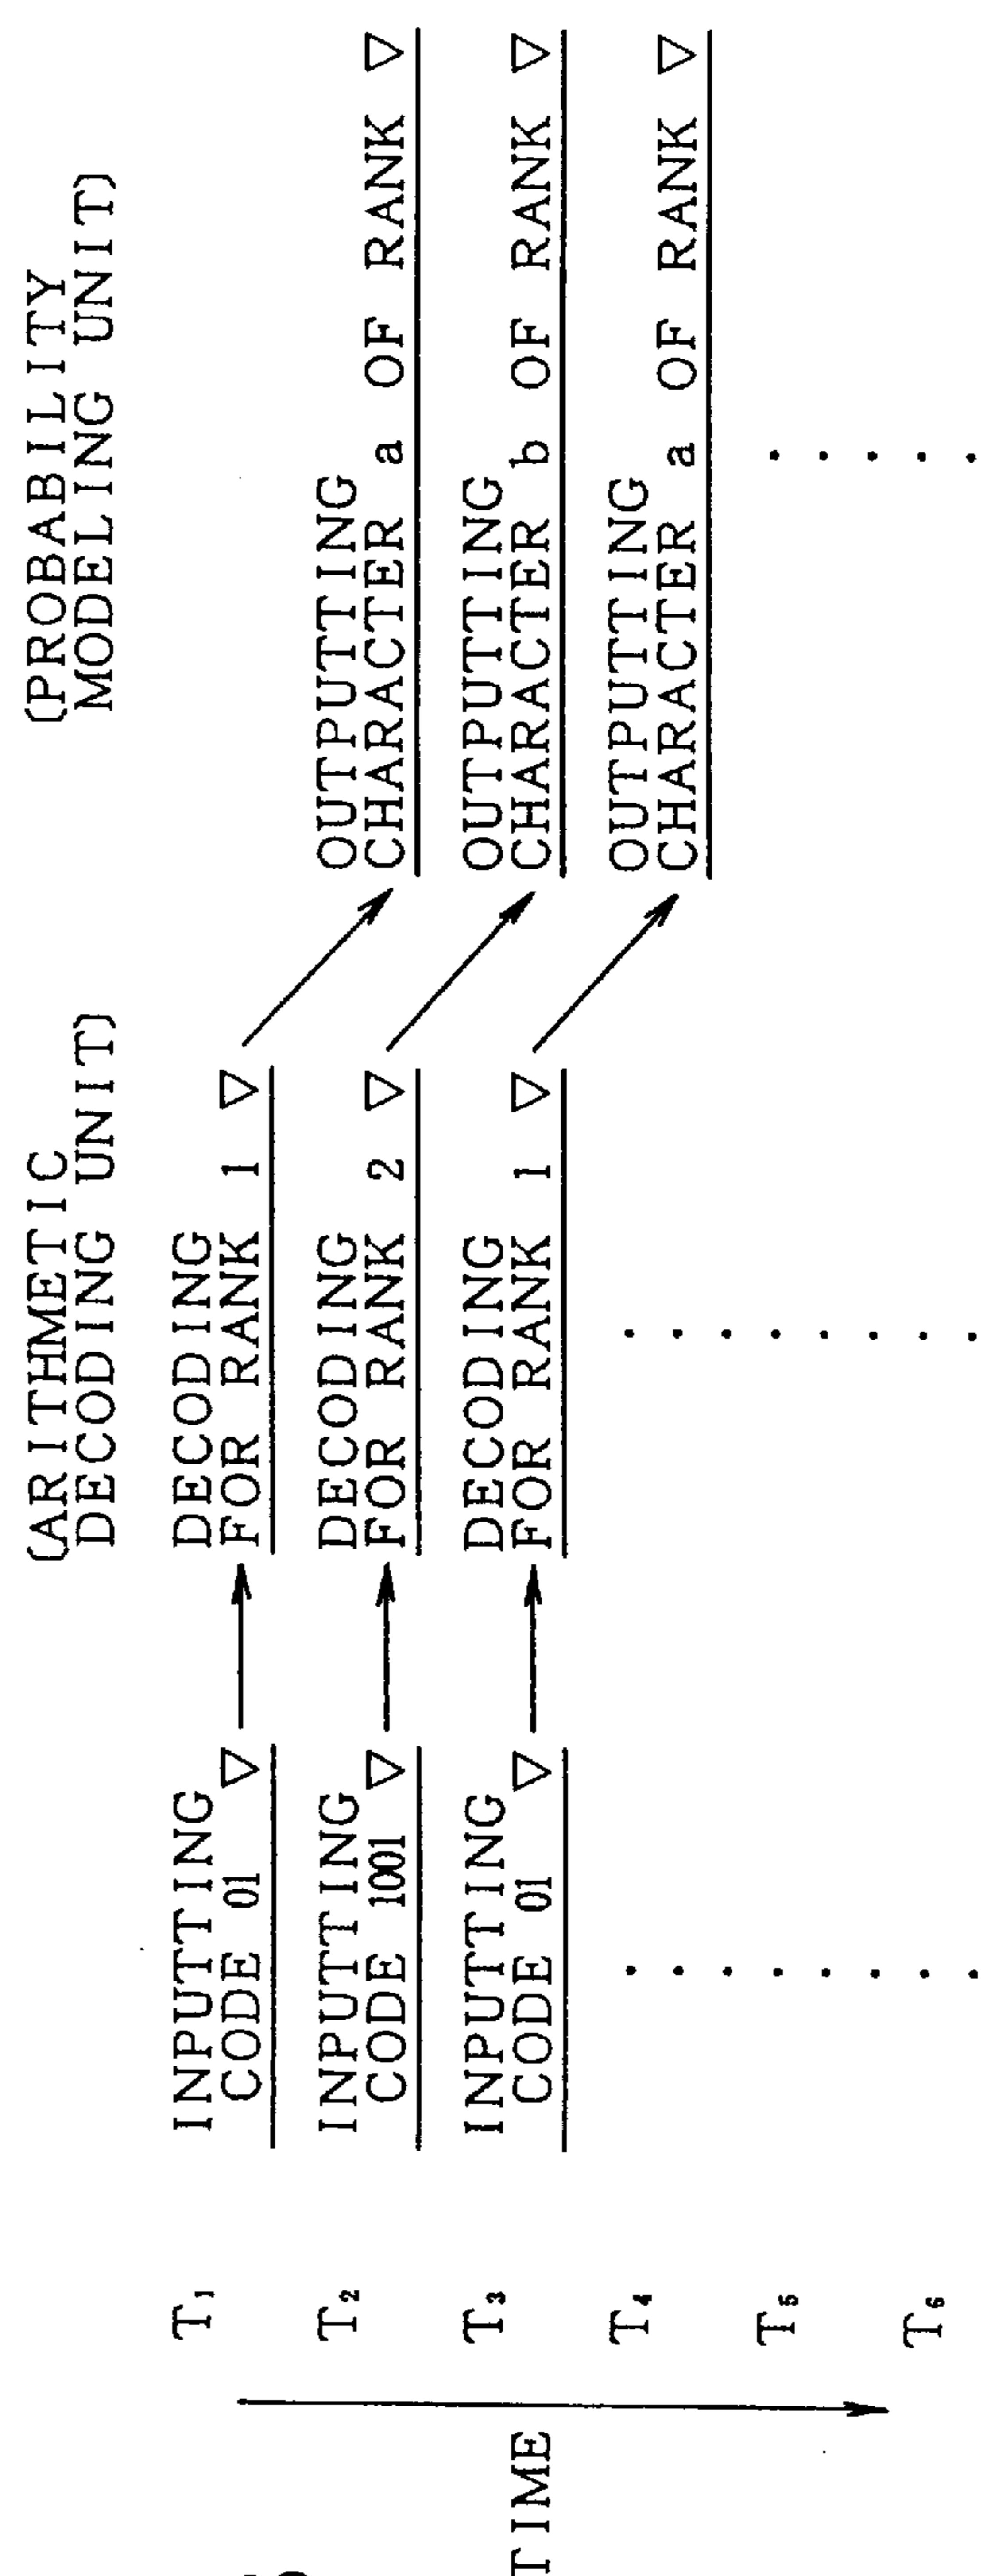 (ARITHMETIC
DECODING UNIT)
(PROBABILITY
MODELING UNIT)
TIME
T₁
INPUTTING
CODE 01 ▽
DECODING
FOR RANK 1 ▽
T₂
INPUTTING
CODE 1001 ▽
DECODING
FOR RANK 2 ▽
OUTPUTTING
CHARACTER a OF RANK ▽
T₃
INPUTTING
CODE 01 ▽
DECODING
FOR RANK 1 ▽
OUTPUTTING
CHARACTER b OF RANK ▽
T₄
OUTPUTTING
CHARACTER a OF RANK ▽
T₅
T₆